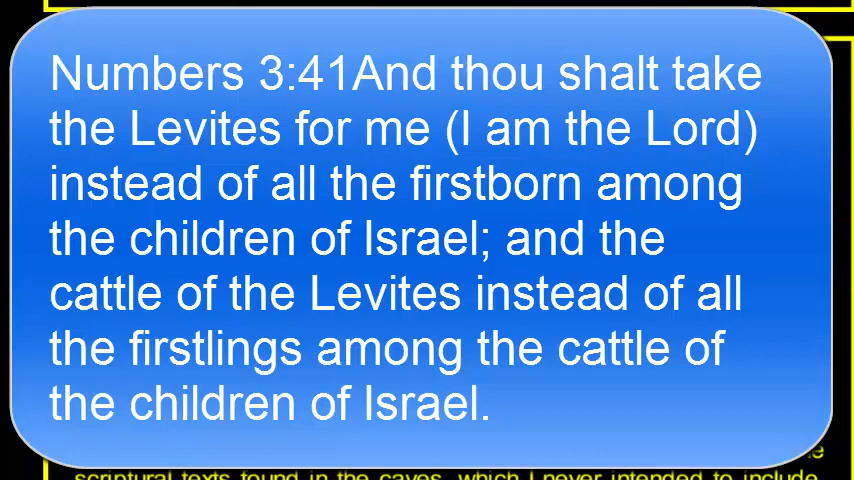 Numbers 3:41And thou shalt take
the Levites for me (I am the Lord)
instead of all the firstborn among
the children of Israel; and the
cattle of the Levites instead of all
the firstlings among the cattle of
the children of Israel.
scriptural texts found in the caves, which I never intended to include